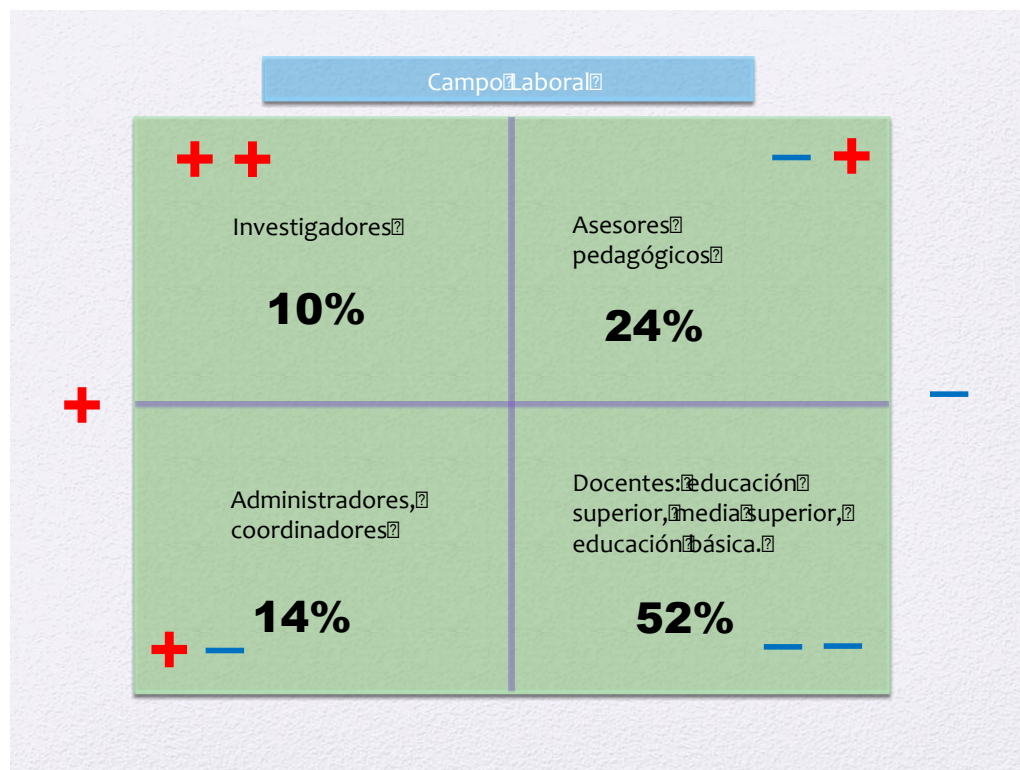 Campo Laboral
+ +
– +
Investigadores
Asesores
pedagógicos
10%
24%
+
–
Administradores,
coordinadores
Docentes: educación
superior, media superior,
educación básica.
14%
52%
+ –
– –